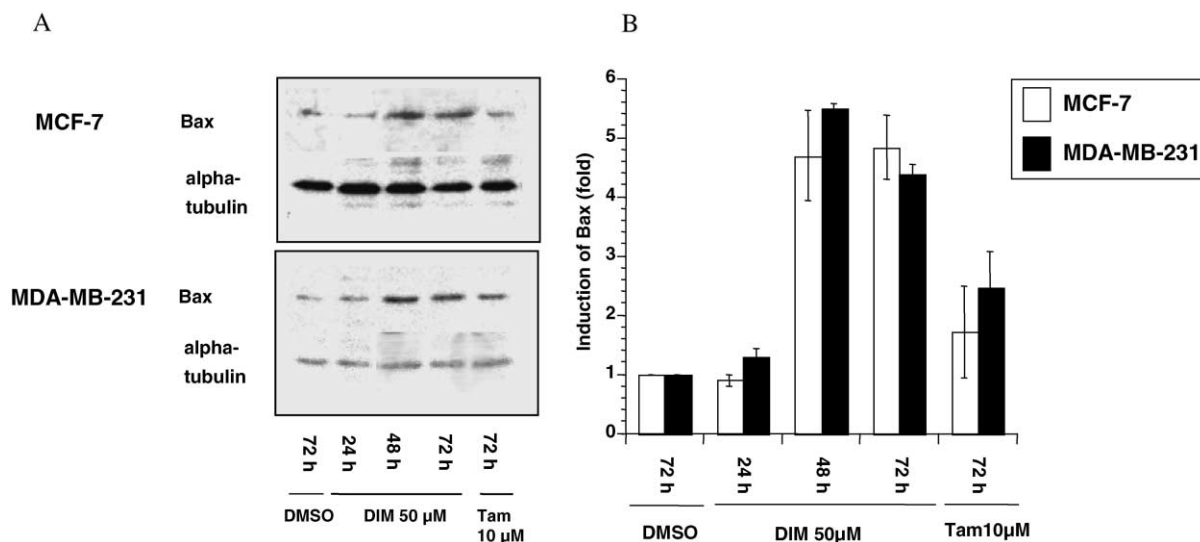 A
MCF-7
Bax
alpha-
tubulin
MDA-MB-231
Bax
alpha-
tubulin
72 h
24 h
48 h
72 h
72 h
DMSO
DIM 50 µM
Tam
10 µM
B
Induction of Bax (fold)
6
5
4
3
2
1
0
MCF-7
MDA-MB-231
72 h
24 h
48 h
72 h
72 h
DMSO
DIM 50µM
Tam10µM